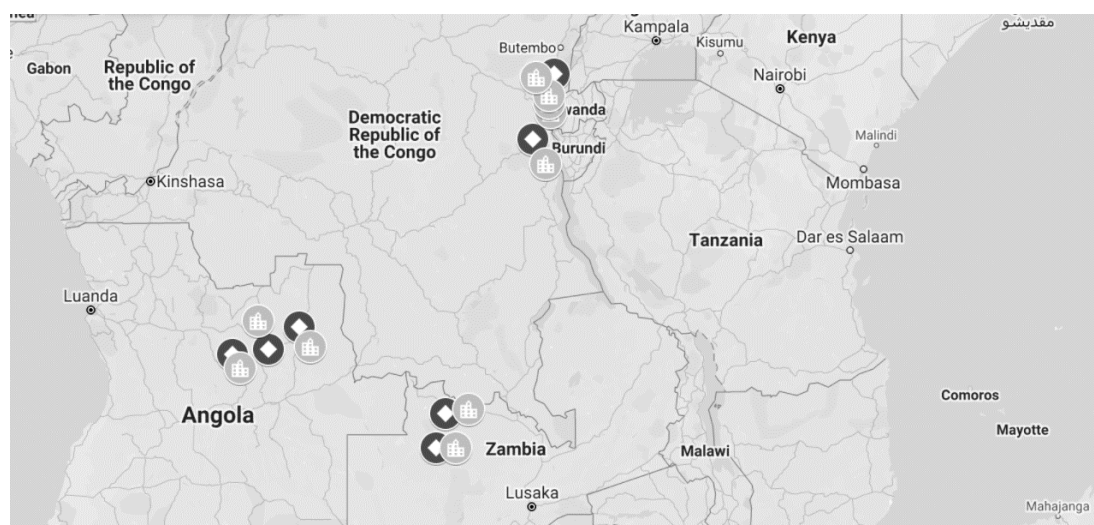 مقديشو
Kampala
Kisumu
Kenya
Butembo
Gabon
Republic of
the Congo
Nairobi
Democratic
Republic of
the Congo
wanda
Malindi
Burundi
Kinshasa
Mombasa
Tanzania
Dar es Salaam
Luanda
Comoros
Angola
Mayotte
Zambia
Malawi
Lusaka
Mahajanga